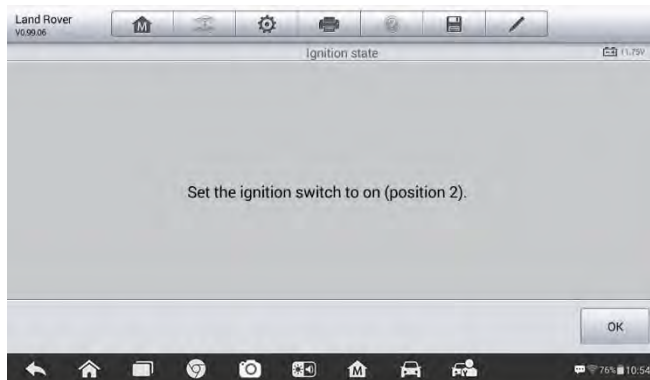 Land Rover
V0.99.06
M
Ignition state
11.75V
Set the ignition switch to on (position 2).
OK
M
76% 10:54